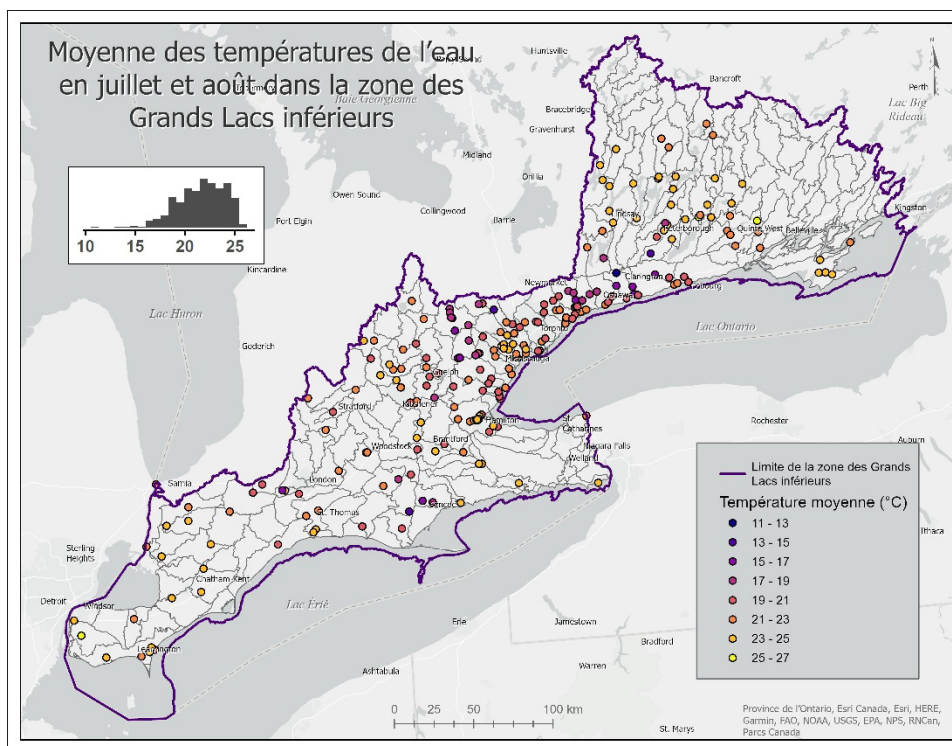 Moyenne des températures de l'eau
en juillet et août dans la zone des
Grands Lacs inférieurs
10 15 20 25
Huntsville
Bancroft
Perth
Lac Big
Rideau
Baie Georgienne
Bracebridge
Gravenhurst
Midland
Orillia
Owen Sound
Port Elgin
Collingwood
Barrie
Kingston
Lindsay
Peterborough
Quinte West
Belleville
Kincardine
Newmarket
Clarington
Oshawa
Toronto
Lac Huron
Goderich
Lac Ontario
Mississauga
Guelph
Kitchener
Stratford
Hamilton
St.
Catharines
Rochester
Niagara Falls
Auburn
Woodstock
Brantford
Welland
Sarnia
London
St. Thomas
Simcoe
Sterling
Heights
Ithaca
Chatham-Kent
Detroit
Windsor
Lac Érié
Leamington
Erie
Jamestown
Bradford
Ashtabula
Warren
St. Marys
Limite de la zone des Grands
Lacs inférieurs
Température moyenne (°C)
11 - 13
13 - 15
15 - 17
17 - 19
19 - 21
21 - 23
23 - 25
25 - 27
0 25 50 100 km
Province de l'Ontario, Esri Canada, Esri, HERE,
Garmin, FAO, NOAA, USGS, EPA, NPS, RNCan,
Parcs Canada